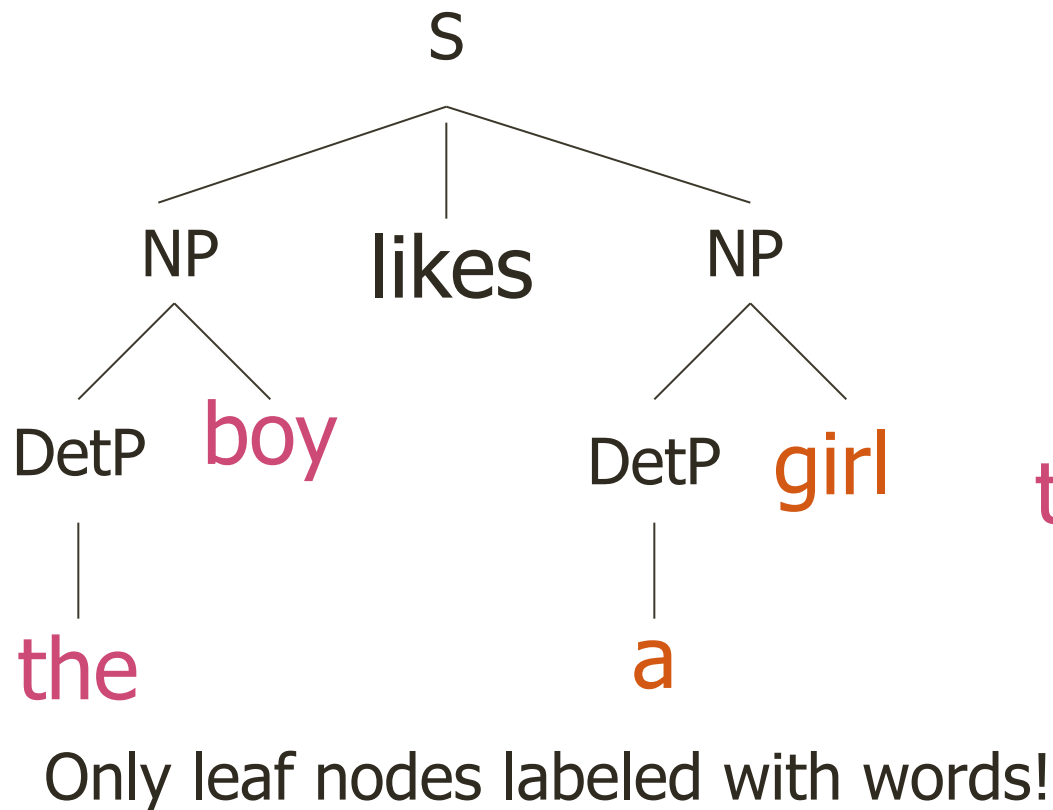 S
NP likes NP
DetP boy DetP girl
the a
Only leaf nodes labeled with words!